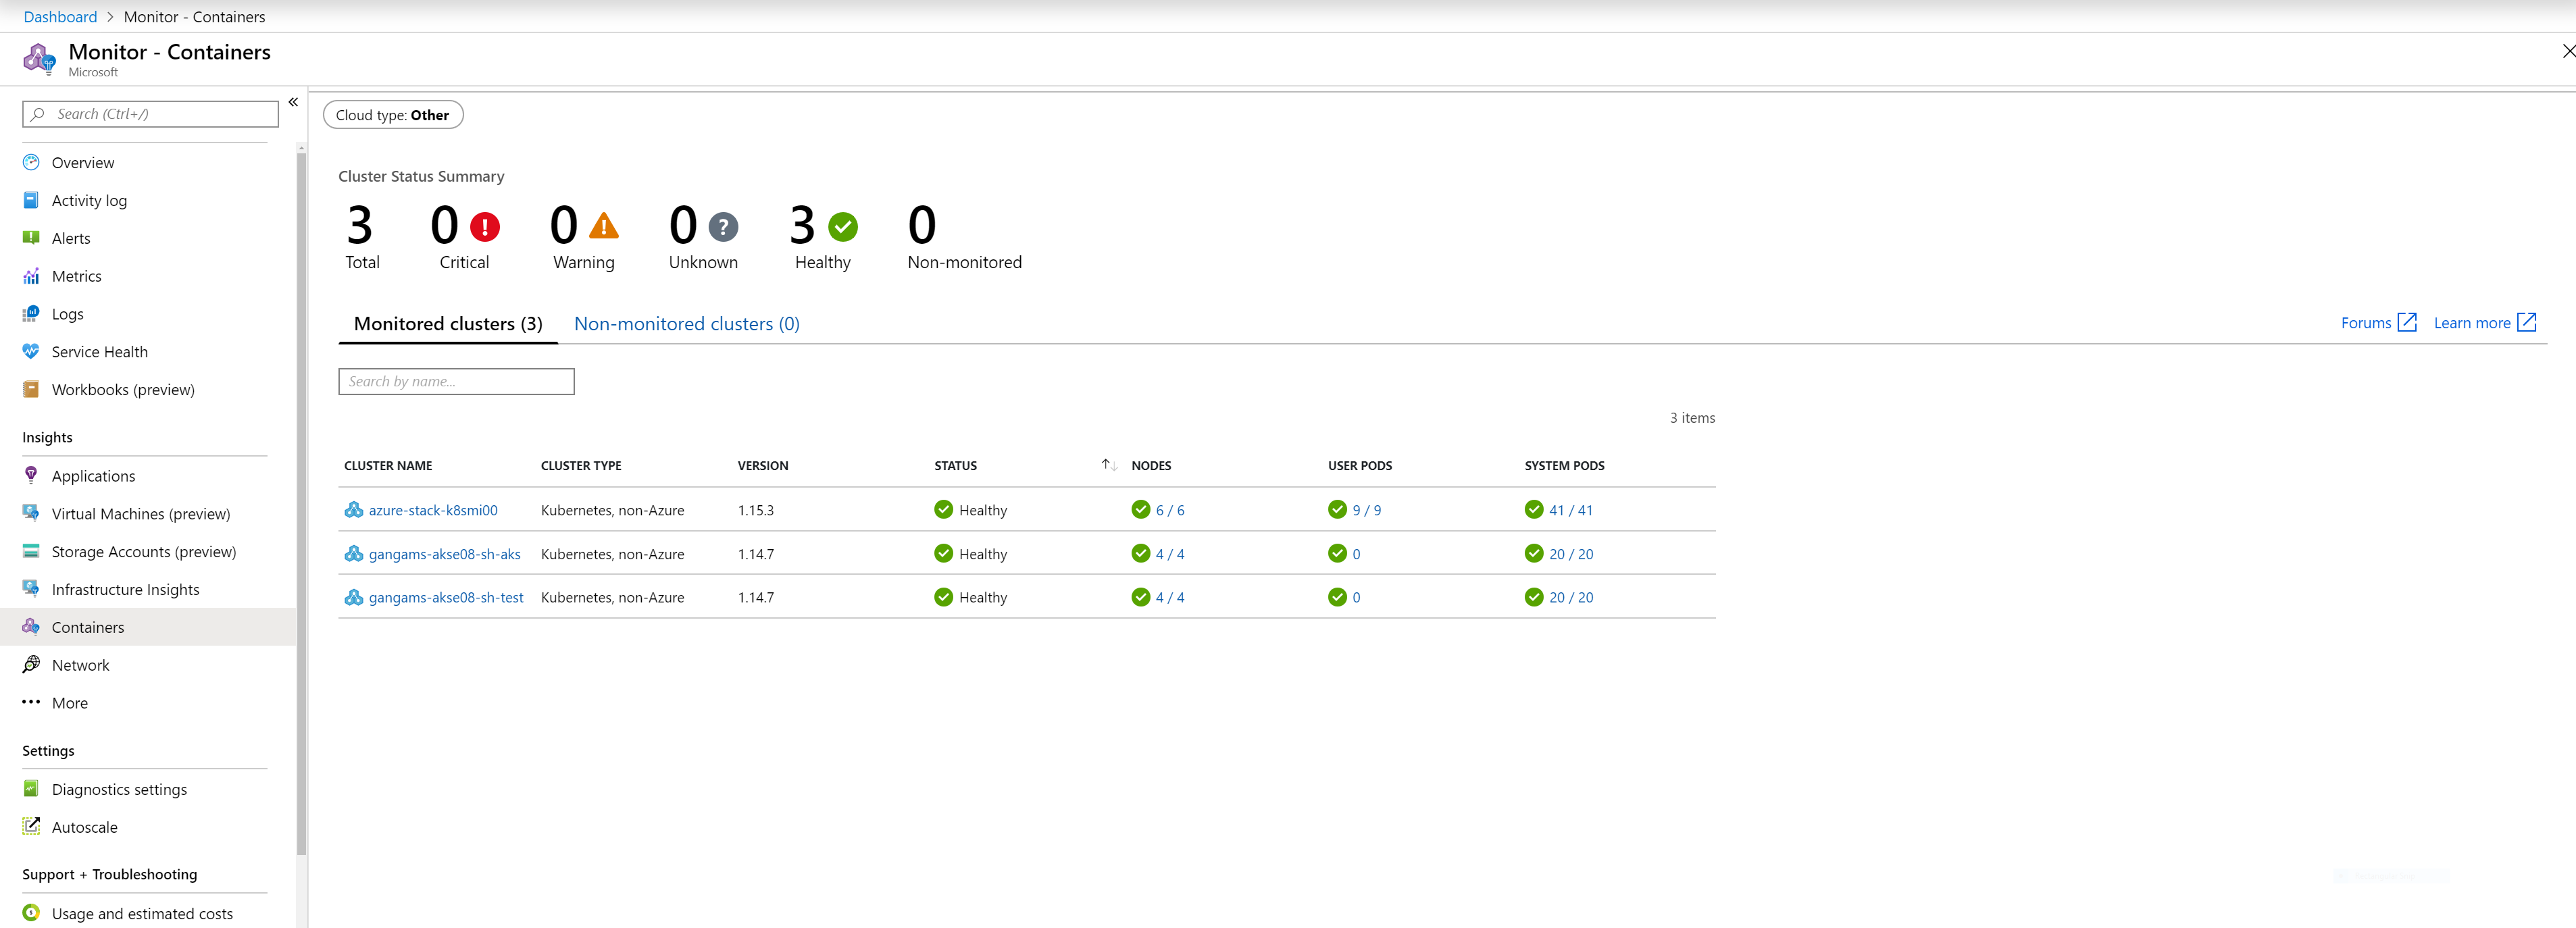 Dashboard > Monitor - Containers
Monitor - Containers
Microsoft
Search (Ctrl+/)
Overview
Activity log
Alerts
Metrics
Logs
Service Health
Workbooks (preview)
Insights
Applications
Virtual Machines (preview)
Storage Accounts (preview)
Infrastructure Insights
Containers
Network
More
Settings
Diagnostics settings
Autoscale
Support + Troubleshooting
Usage and estimated costs
Cloud type: Other
Cluster Status Summary
3 0 0 0 3 0
Total Critical Warning Unknown Healthy Non-monitored
Monitored clusters (3) Non-monitored clusters (0) Forums Learn more
Search by name...
3 items
CLUSTER NAME CLUSTER TYPE VERSION STATUS NODES USER PODS SYSTEM PODS
azure-stack-k8smi00 Kubernetes, non-Azure 1.15.3 Healthy 6 / 6 9 / 9 41 / 41
gangams-akse08-sh-aks Kubernetes, non-Azure 1.14.7 Healthy 4 / 4 0 20 / 20
gangams-akse08-sh-test Kubernetes, non-Azure 1.14.7 Healthy 4 / 4 0 20 / 20